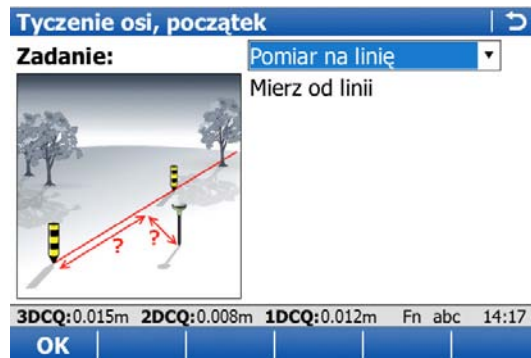 Tyczenie osi, początek
Zadanie:
Pomiar na linię
Mierz od linii
?
?
3DCQ:0.015m 2DCQ:0.008m 1DCQ:0.012m Fn abc 14:17
OK